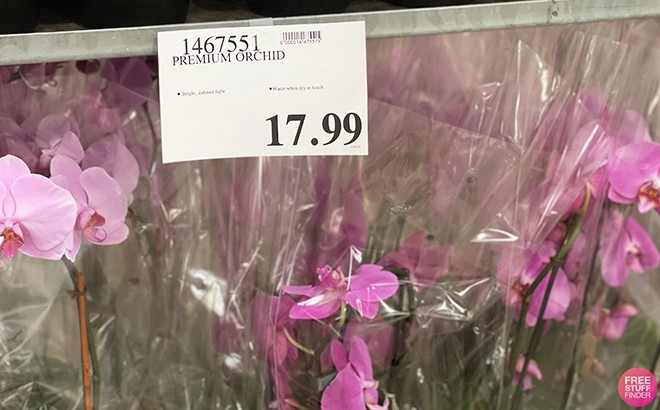 1467551
PREMIUM ORCHID
• Bright, indirect light
• Water when dry to touch
17.99
FREE
STUFF
FINDER